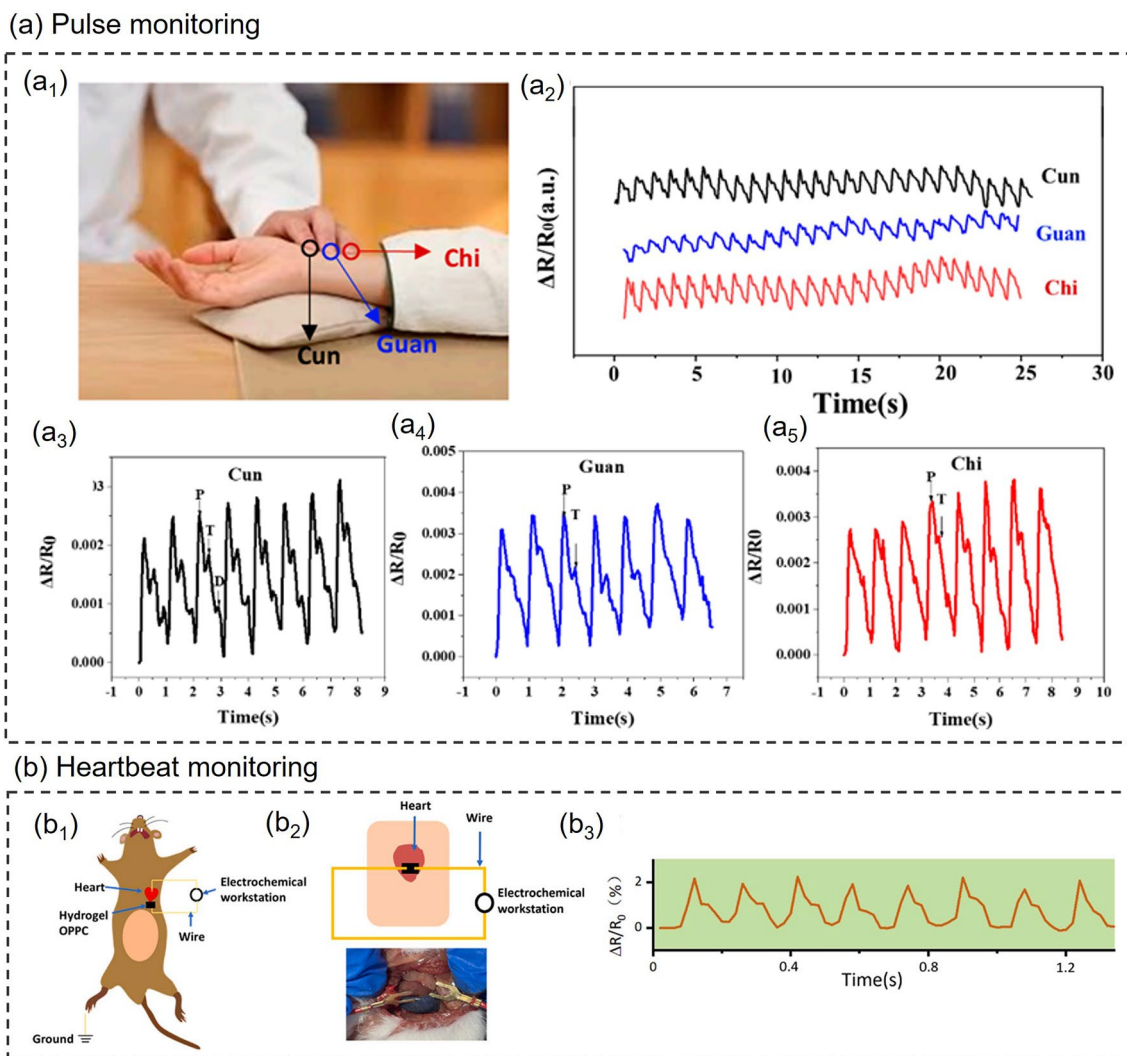 (a) Pulse monitoring
(a1)
Chi
Guan
Cun
(a2)
ΔR/R0(a.u.)
Cun
Guan
Chi
0 5 10 15 20 25 30
Time(s)
(a3)
Cun
P
T
D
ΔR/R0
3
0.002
0.001
0.000
-1 0 1 2 3 4 5 6 7 8 9
Time(s)
(a4)
Guan
P
T
ΔR/R0
0.005
0.004
0.003
0.002
0.001
0.000
-1 0 1 2 3 4 5 6 7
Time(s)
(a5)
Chi
P
T
ΔR/R0
0.004
0.003
0.002
0.001
0.000
-1 0 1 2 3 4 5 6 7 8 9 10
Time(s)
(b) Heartbeat monitoring
(b1)
Heart
Hydrogel
OPPC
Electrochemical
workstation
Wire
Ground
(b2)
Heart
Wire
Electrochemical
workstation
(b3)
ΔR/R0 (%)
2
0
0 0.4 0.8 1.2
Time(s)